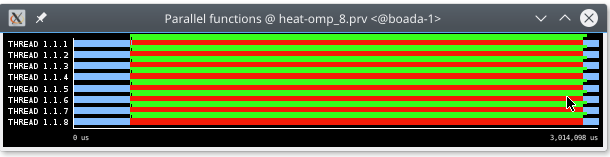 Parallel functions @ heat-omp_8.prv <@boada-1>
THREAD 1.1.1
THREAD 1.1.2
THREAD 1.1.3
THREAD 1.1.4
THREAD 1.1.5
THREAD 1.1.6
THREAD 1.1.7
THREAD 1.1.8
0 us 3,014,098 us